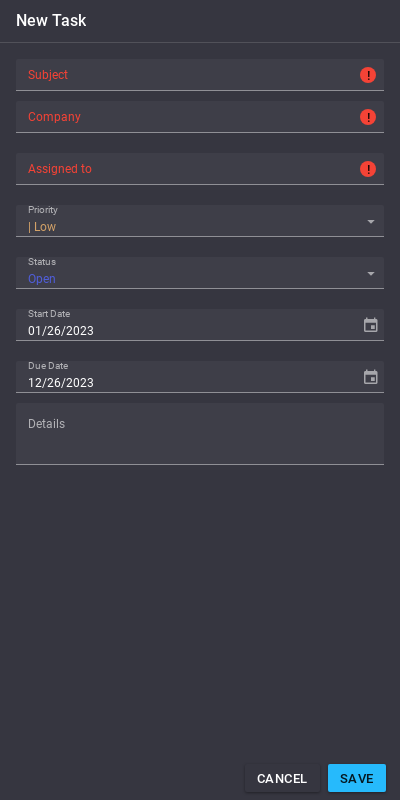 New Task
Subject
Company
Assigned to
Priority
| Low
Status
Open
Start Date
01/26/2023
Due Date
12/26/2023
Details
CANCEL SAVE